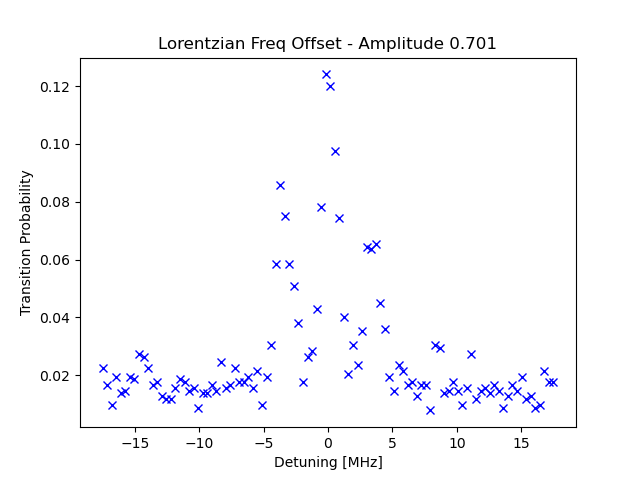 Lorentzian Freq Offset - Amplitude 0.701
0.12
0.10
0.08
0.06
0.04
0.02
Transition Probability
−15 −10 −5 0 5 10 15
Detuning [MHz]